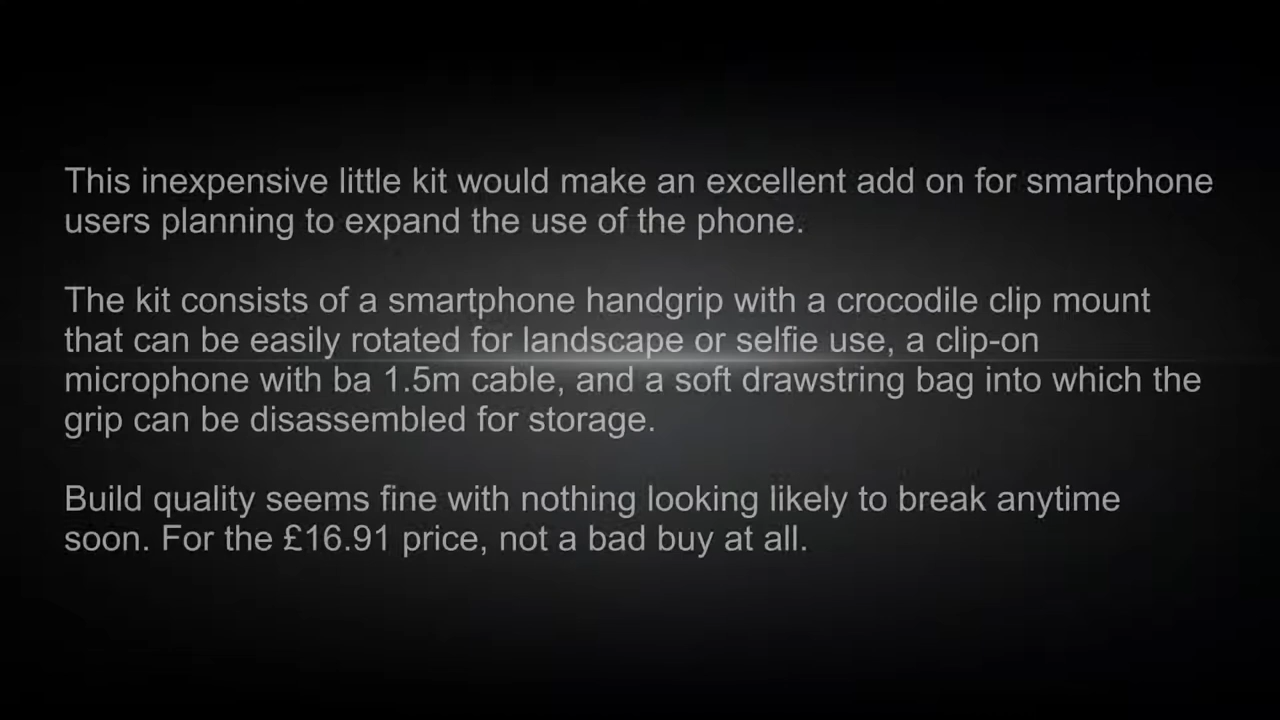 This inexpensive little kit would make an excellent add on for smartphone
users planning to expand the use of the phone.
The kit consists of a smartphone handgrip with a crocodile clip mount
that can be easily rotated for landscape or selfie use, a clip-on
microphone with ba 1.5m cable, and a soft drawstring bag into which the
grip can be disassembled for storage.
Build quality seems fine with nothing looking likely to break anytime
soon. For the £16.91 price, not a bad buy at all.